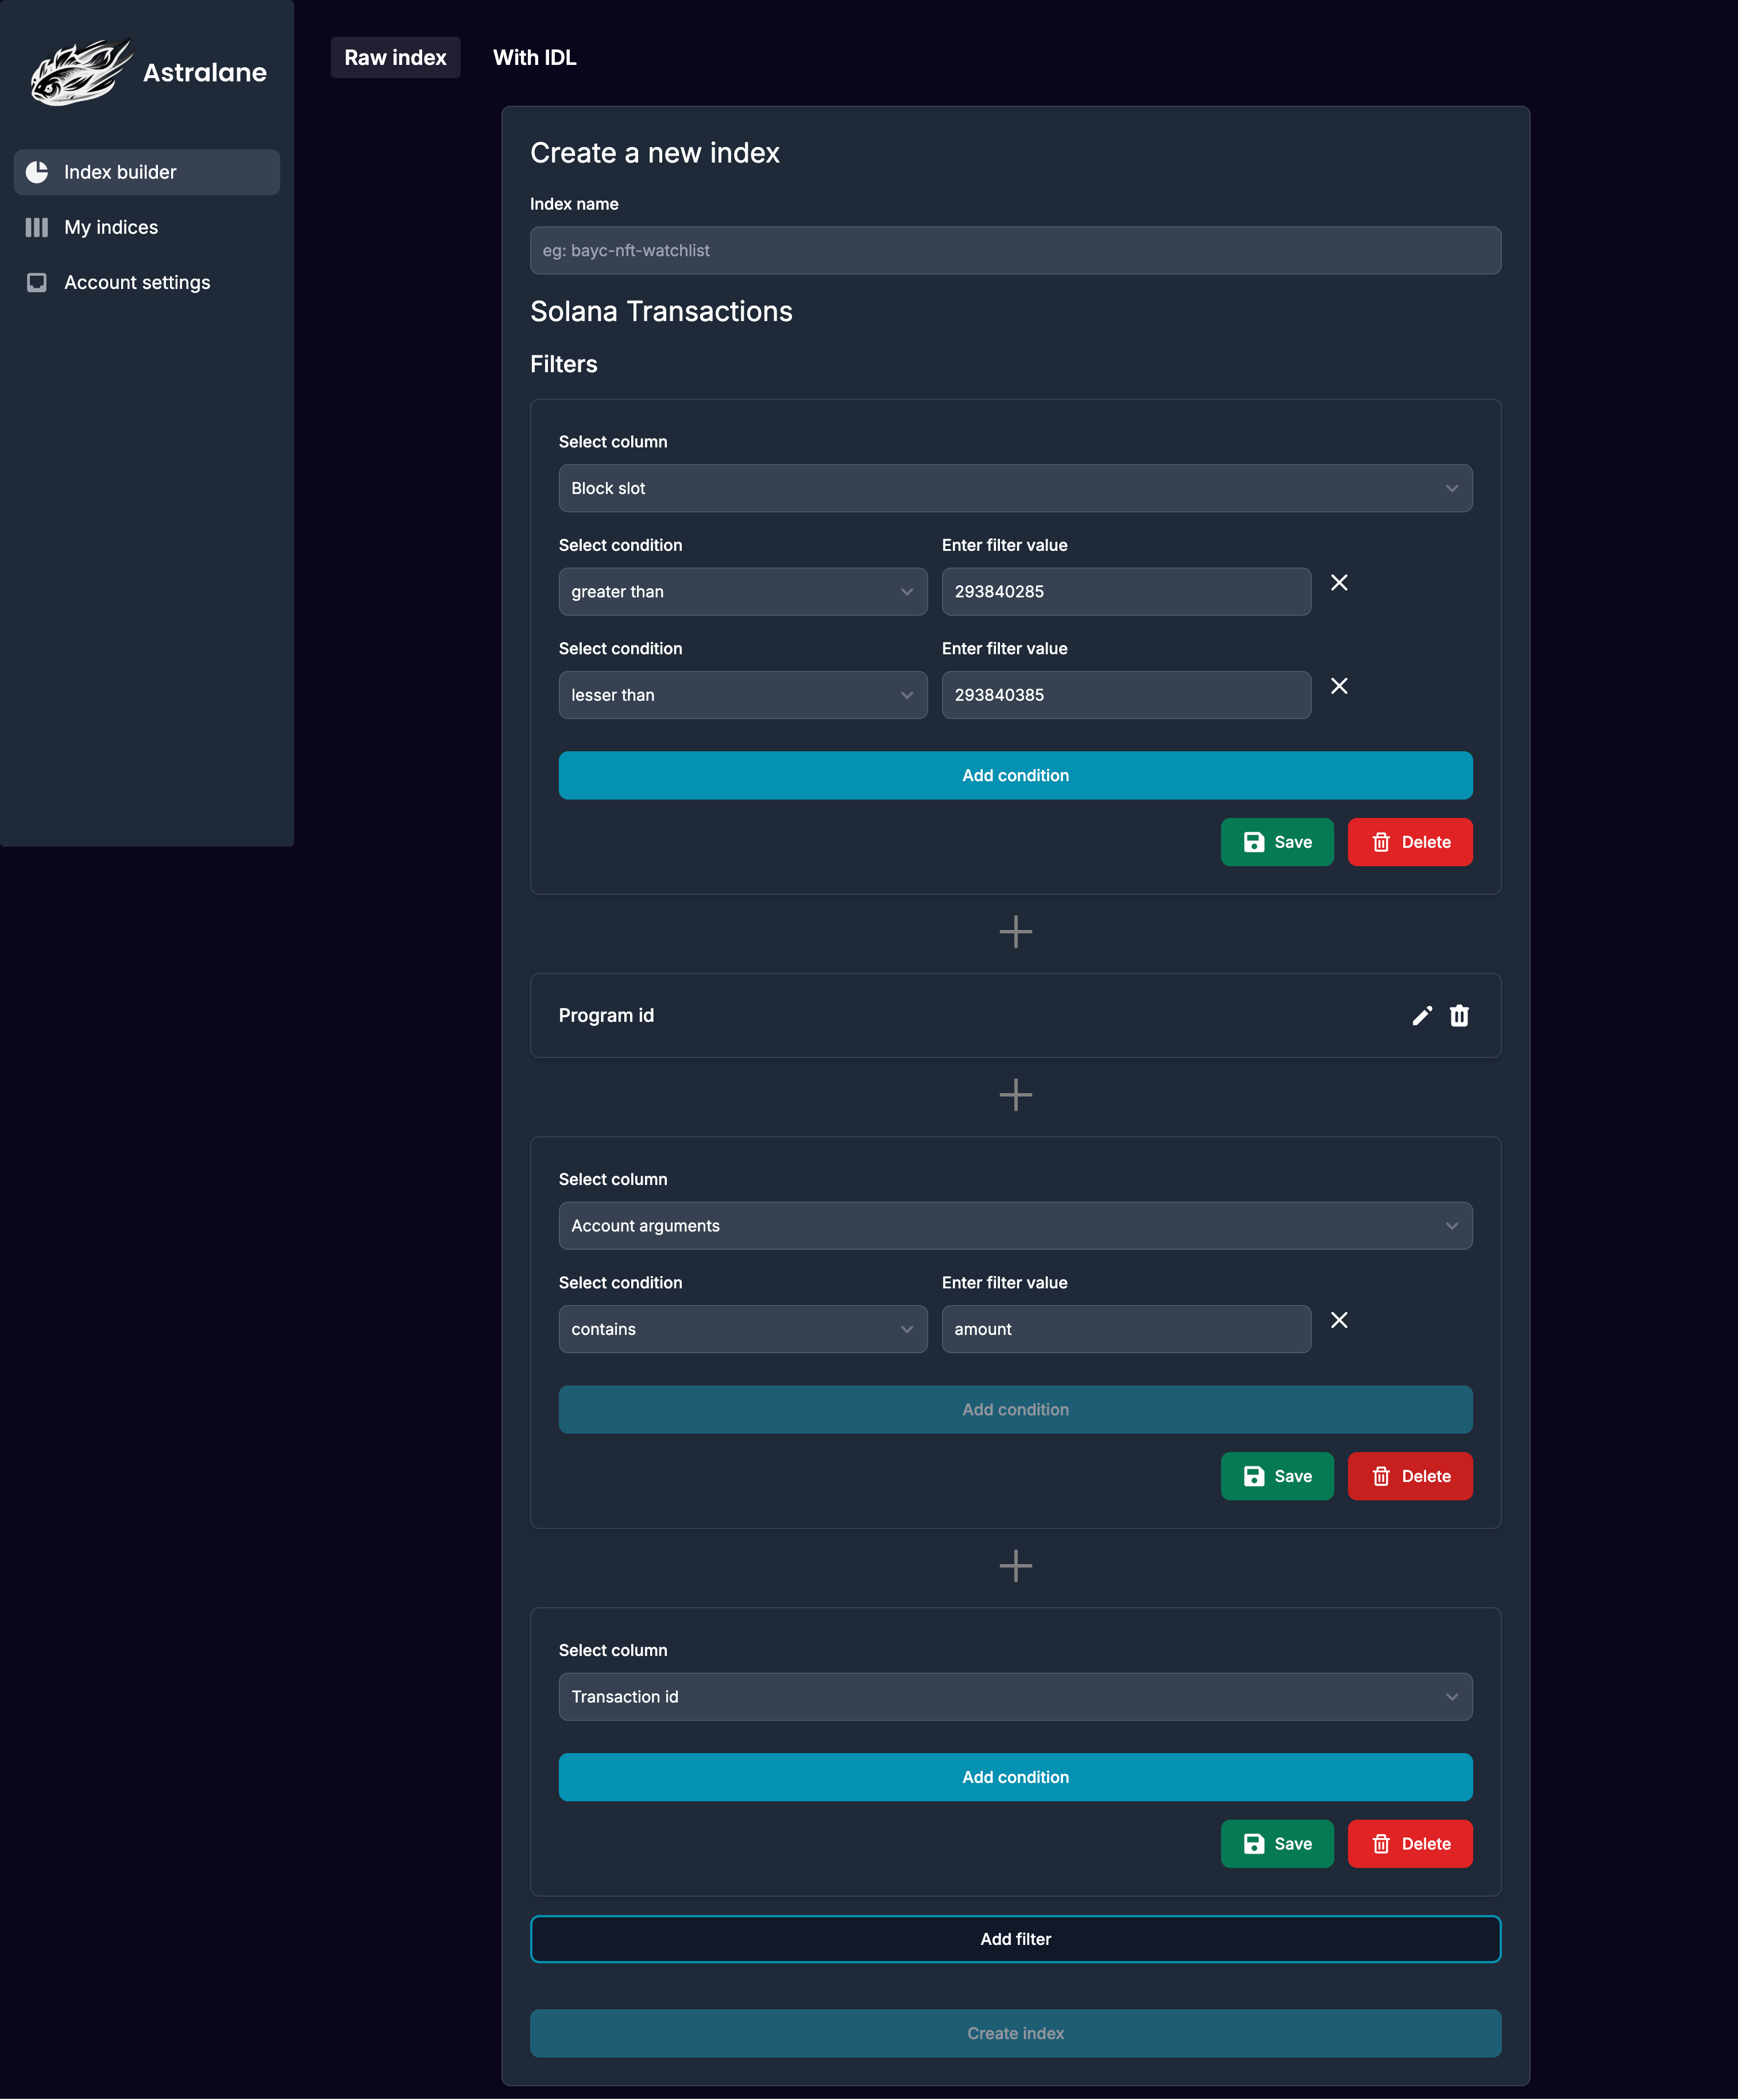 Astralane
Index builder
My indices
Account settings
Raw index
With IDL
Create a new index
Index name
eg: bayc-nft-watchlist
Solana Transactions
Filters
Select column
Block slot
Select condition
Enter filter value
greater than
293840285
Select condition
Enter filter value
lesser than
293840385
Add condition
Save
Delete
Program id
Select column
Account arguments
Select condition
Enter filter value
contains
amount
Add condition
Save
Delete
Select column
Transaction id
Add condition
Save
Delete
Add filter
Create index